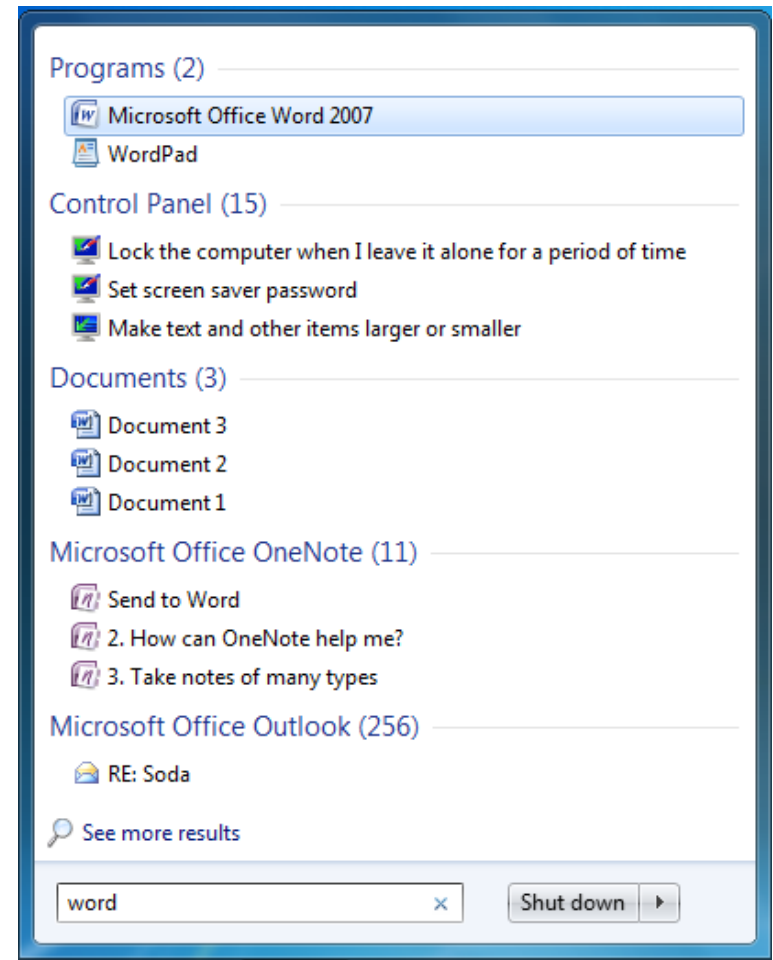 Programs (2)
Microsoft Office Word 2007
WordPad
Control Panel (15)
Lock the computer when I leave it alone for a period of time
Set screen saver password
Make text and other items larger or smaller
Documents (3)
Document 3
Document 2
Document 1
Microsoft Office OneNote (11)
Send to Word
2. How can OneNote help me?
3. Take notes of many types
Microsoft Office Outlook (256)
RE: Soda
See more results
word
Shut down